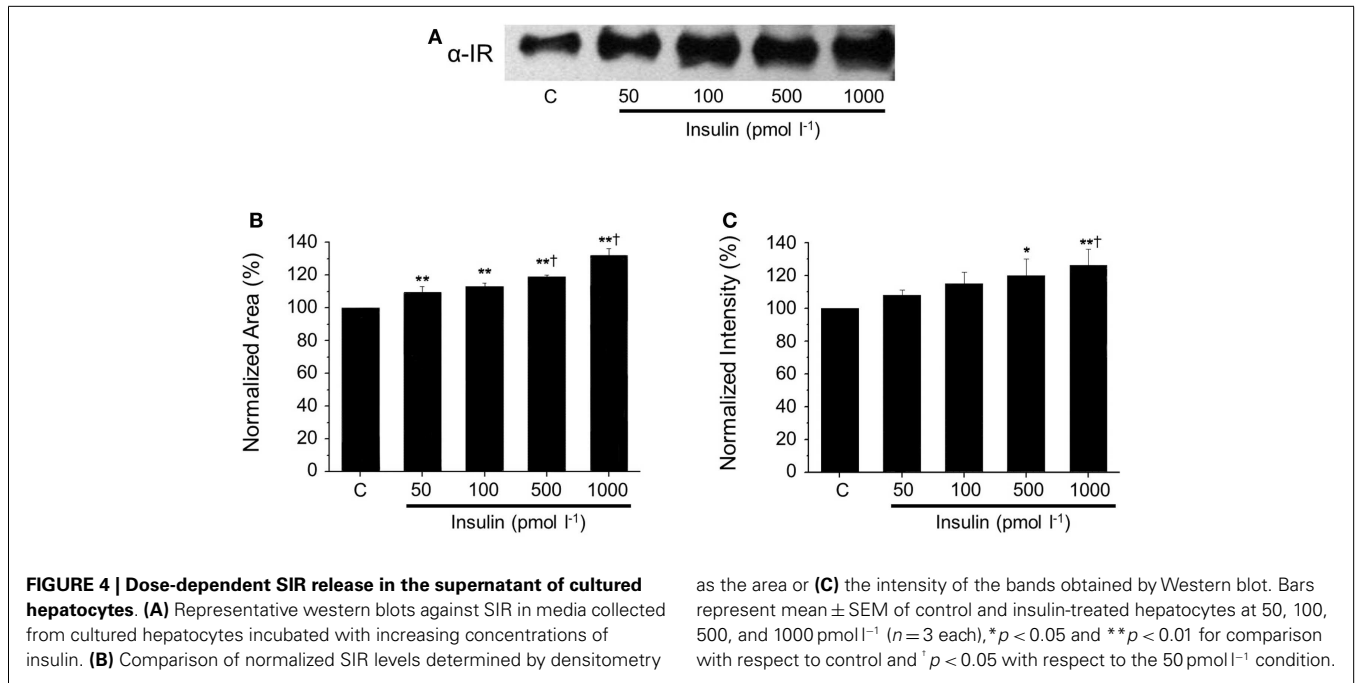 A
α-IR
C 50 100 500 1000
Insulin (pmol l⁻¹)
B
Normalized Area (%)
140
120
100
80
60
40
20
0
** ** **† **†
C 50 100 500 1000
Insulin (pmol l⁻¹)
C
Normalized Intensity (%)
140
120
100
80
60
40
20
0
* **†
C 50 100 500 1000
Insulin (pmol l⁻¹)
FIGURE 4 | Dose-dependent SIR release in the supernatant of cultured
hepatocytes. (A) Representative western blots against SIR in media collected
from cultured hepatocytes incubated with increasing concentrations of
insulin. (B) Comparison of normalized SIR levels determined by densitometry
as the area or (C) the intensity of the bands obtained by Western blot. Bars
represent mean ± SEM of control and insulin-treated hepatocytes at 50, 100,
500, and 1000 pmol l⁻¹ (n = 3 each), *p < 0.05 and **p < 0.01 for comparison
with respect to control and †p < 0.05 with respect to the 50 pmol l⁻¹ condition.